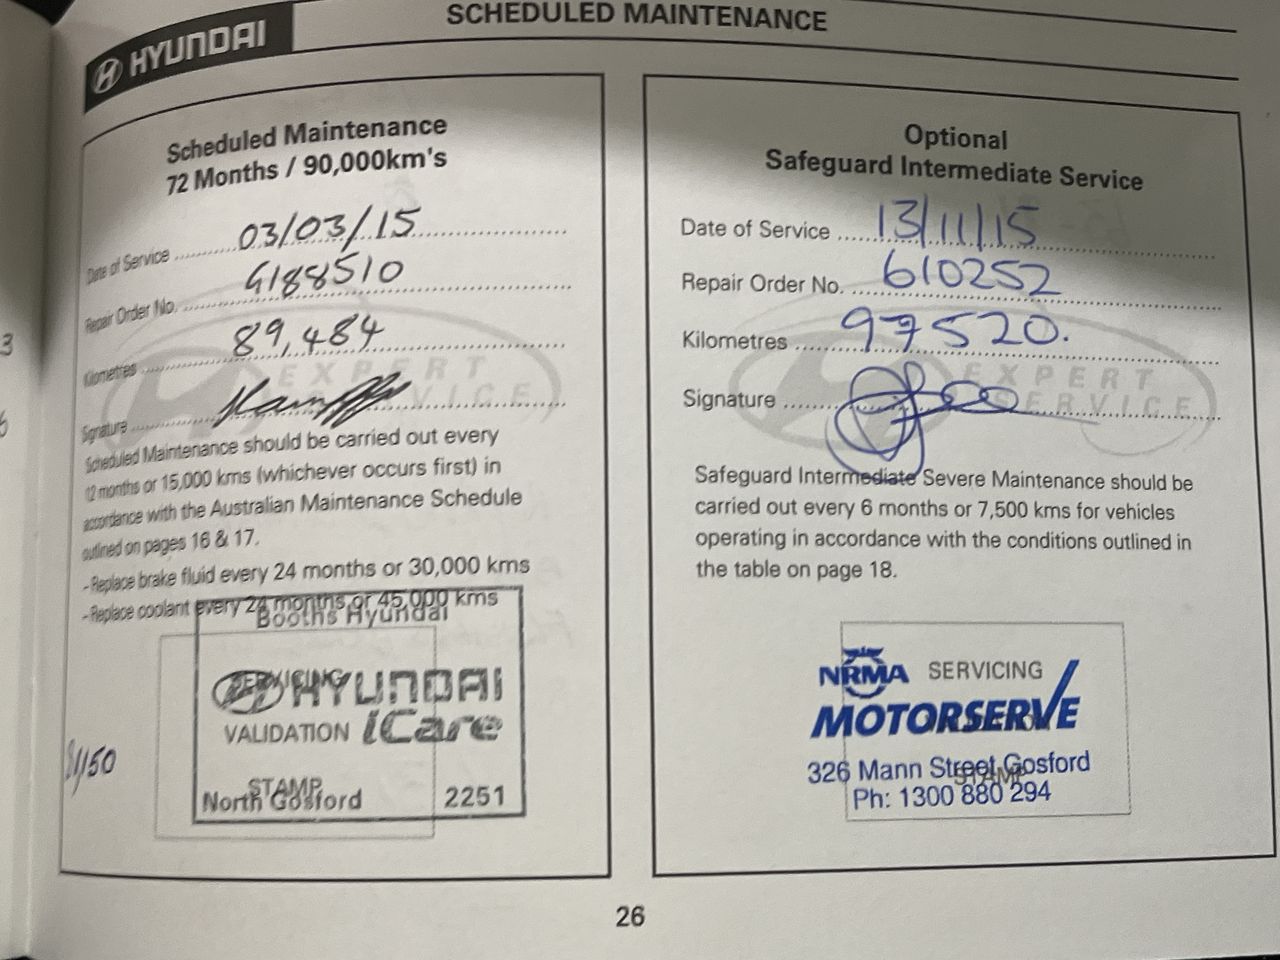 HYUNDAI
SCHEDULED MAINTENANCE
Scheduled Maintenance
72 Months / 90,000km's
Date of Service 03/03/15
Repair Order No. 4188510
Kilometres 89,484
Signature
EXPERT
SERVICE
Scheduled Maintenance should be carried out every
12 months or 15,000 kms (whichever occurs first) in
accordance with the Australian Maintenance Schedule
outlined on pages 16 & 17.
- Replace brake fluid every 24 months or 30,000 kms
- Replace coolant every 24 months or 45,000 kms
Booths Hyundai
SERVICING
HYUNDAI
VALIDATION
iCare
STAMP
North Gosford 2251
Optional
Safeguard Intermediate Service
Date of Service 13/11/15
Repair Order No. 610252
Kilometres 97520.
Signature
EXPERT
SERVICE
Safeguard Intermediate Severe Maintenance should be
carried out every 6 months or 7,500 kms for vehicles
operating in accordance with the conditions outlined in
the table on page 18.
NRMA SERVICING
MOTORSERVE
326 Mann Street Gosford
STAMP
Ph: 1300 880 294
26